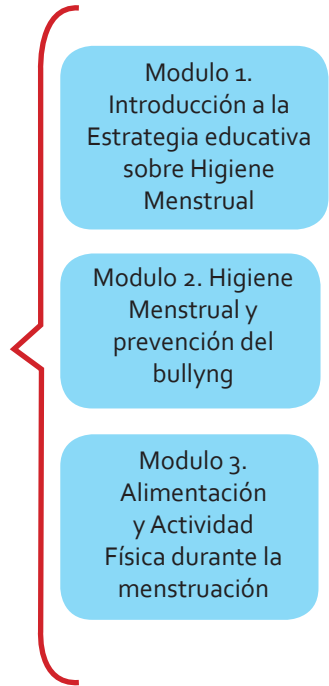 Modulo 1.
Introducción a la
Estrategia educativa
sobre Higiene
Menstrual
Modulo 2. Higiene
Menstrual y
prevención del
bullyng
Modulo 3.
Alimentación
y Actividad
Física durante la
menstruación